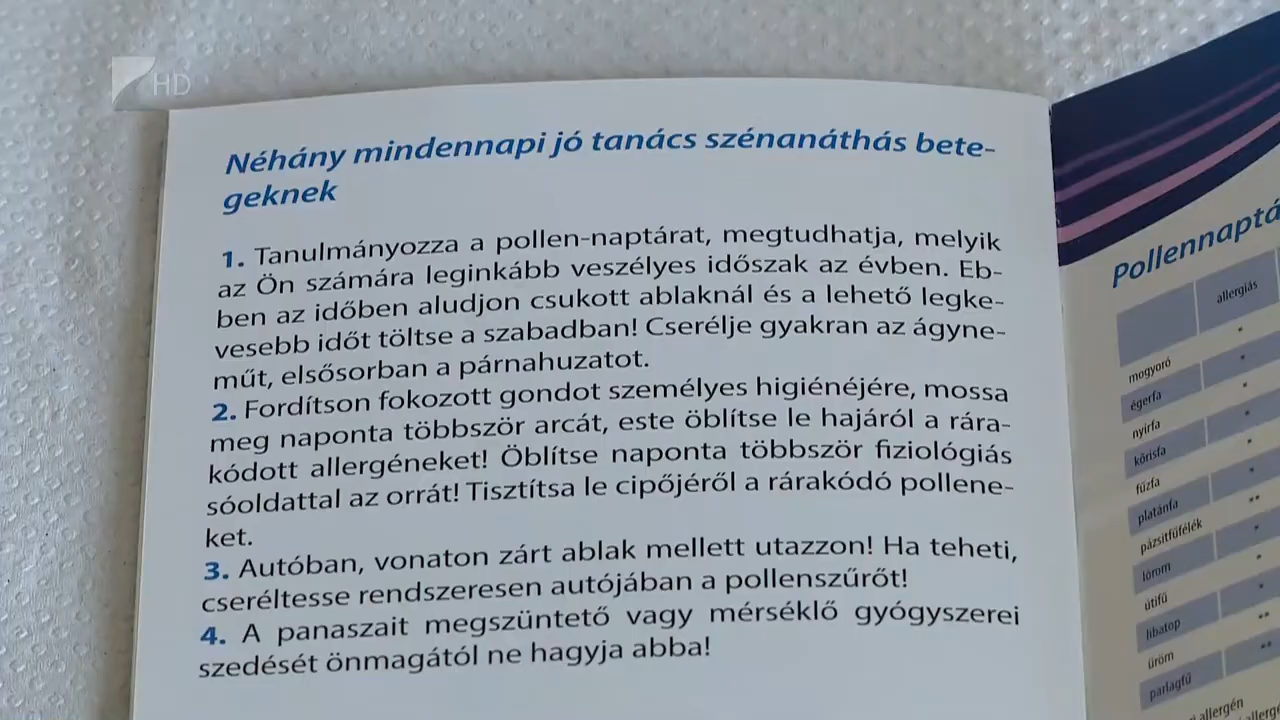 HD
Néhány mindennapi jó tanács szénanáthás bete-
geknek
1. Tanulmányozza a pollen-naptárat, megtudhatja, melyik
az Ön számára leginkább veszélyes időszak az évben. Eb-
ben az időben aludjon csukott ablaknál és a lehető legke-
vesebb időt töltse a szabadban! Cserélje gyakran az ágyne-
műt, elsősorban a párnahuzatot.
2. Fordítson fokozott gondot személyes higiénéjére, mossa
meg naponta többször arcát, este öblítse le hajáról a rára-
kódott allergéneket! Öblítse naponta többször fiziológiás
sóoldattal az orrát! Tisztítsa le cipőjéről a rárakódó pollene-
ket.
3. Autóban, vonaton zárt ablak mellett utazzon! Ha teheti,
cseréltesse rendszeresen autójában a pollenszűrőt!
4. A panaszait megszüntető vagy mérséklő gyógyszerei
szedését önmagától ne hagyja abba!
Pollennaptá
allergiás
mogyoró
égerfa
nyírfa
kőrisfa
fűzfa
platánfa
pázsitfűfélék
lórom
útifű
libatop
üröm
parlagfű
allergén